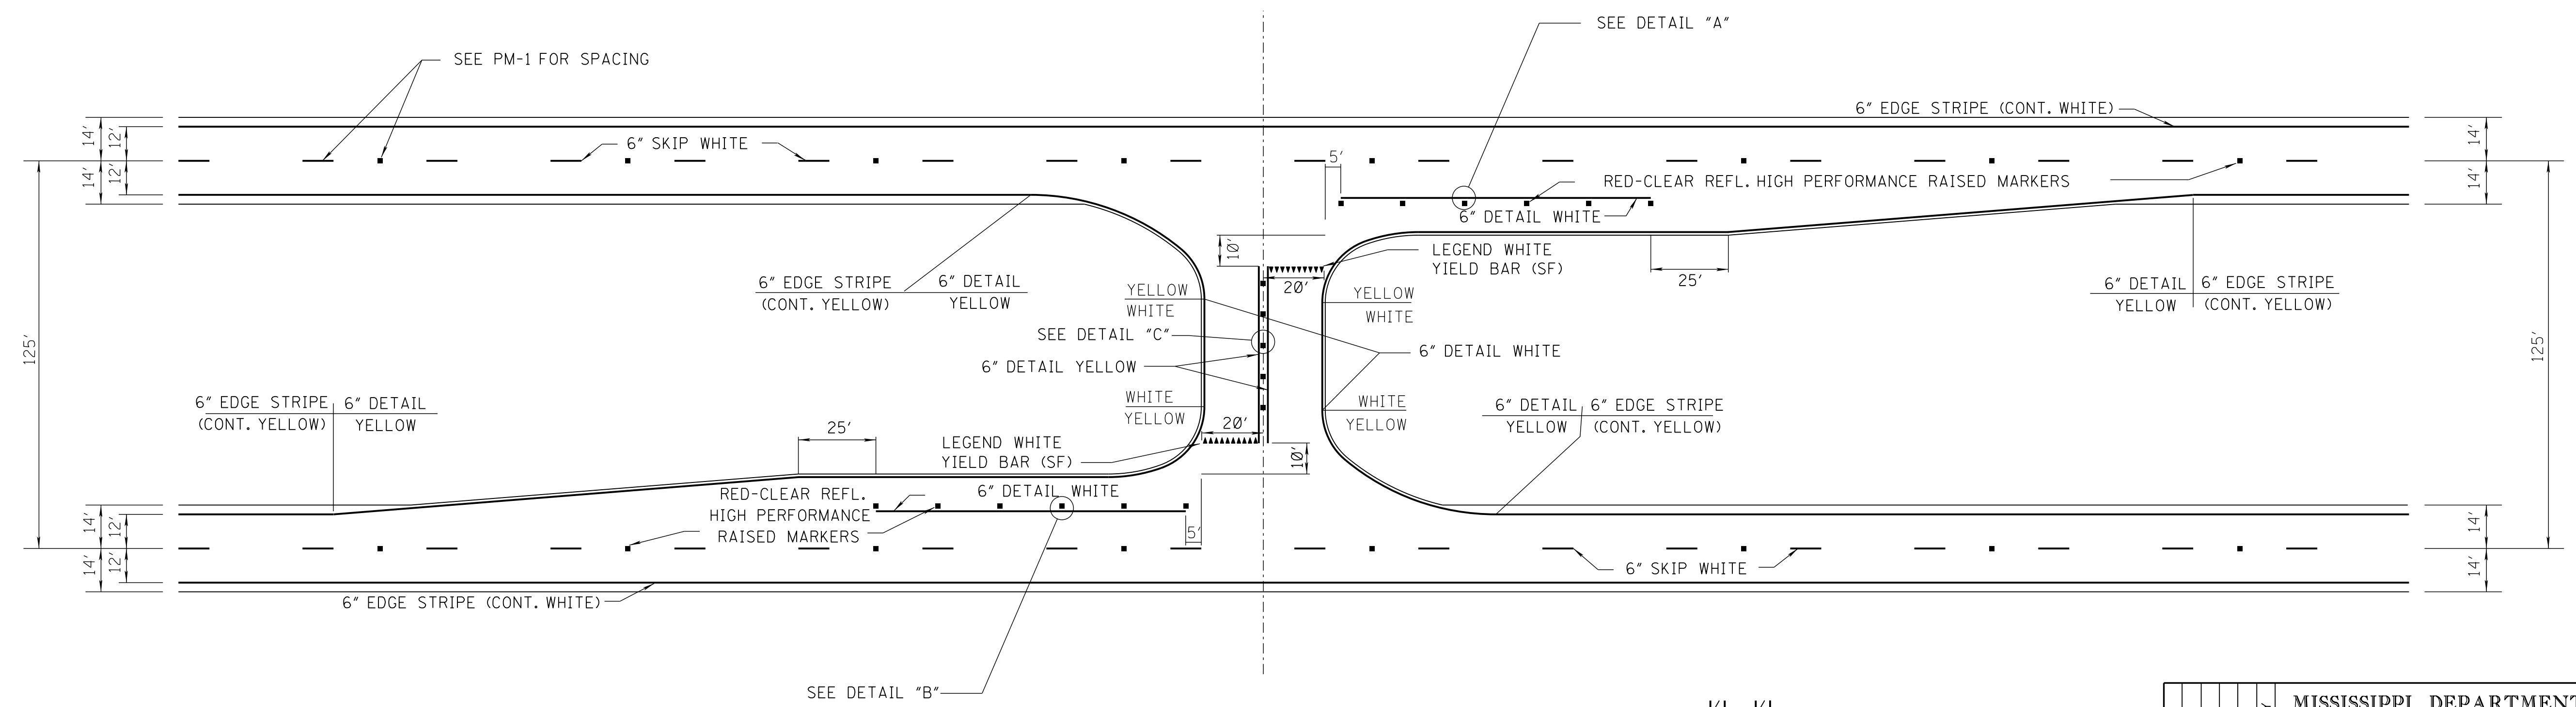 SEE DETAIL "A"
SEE PM-1 FOR SPACING
6" EDGE STRIPE (CONT. WHITE)
14'
12'
14'
12'
6" SKIP WHITE
5'
RED-CLEAR REFL. HIGH PERFORMANCE RAISED MARKERS
14'
14'
6" DETAIL WHITE
10'
LEGEND WHITE
YIELD BAR (SF)
20'
25'
6" EDGE STRIPE
(CONT. YELLOW)
6" DETAIL
YELLOW
YELLOW
WHITE
YELLOW
WHITE
6" DETAIL
YELLOW
6" EDGE STRIPE
(CONT. YELLOW)
SEE DETAIL "C"
125'
125'
6" DETAIL WHITE
6" DETAIL YELLOW
6" EDGE STRIPE
(CONT. YELLOW)
6" DETAIL
YELLOW
WHITE
YELLOW
WHITE
YELLOW
6" DETAIL
YELLOW
6" EDGE STRIPE
(CONT. YELLOW)
25'
20'
LEGEND WHITE
YIELD BAR (SF)
10'
RED-CLEAR REFL.
HIGH PERFORMANCE
RAISED MARKERS
6" DETAIL WHITE
5'
14'
12'
14'
12'
14'
14'
6" SKIP WHITE
6" EDGE STRIPE (CONT. WHITE)
SEE DETAIL "B"
MISSISSIPPI DEPARTMENT